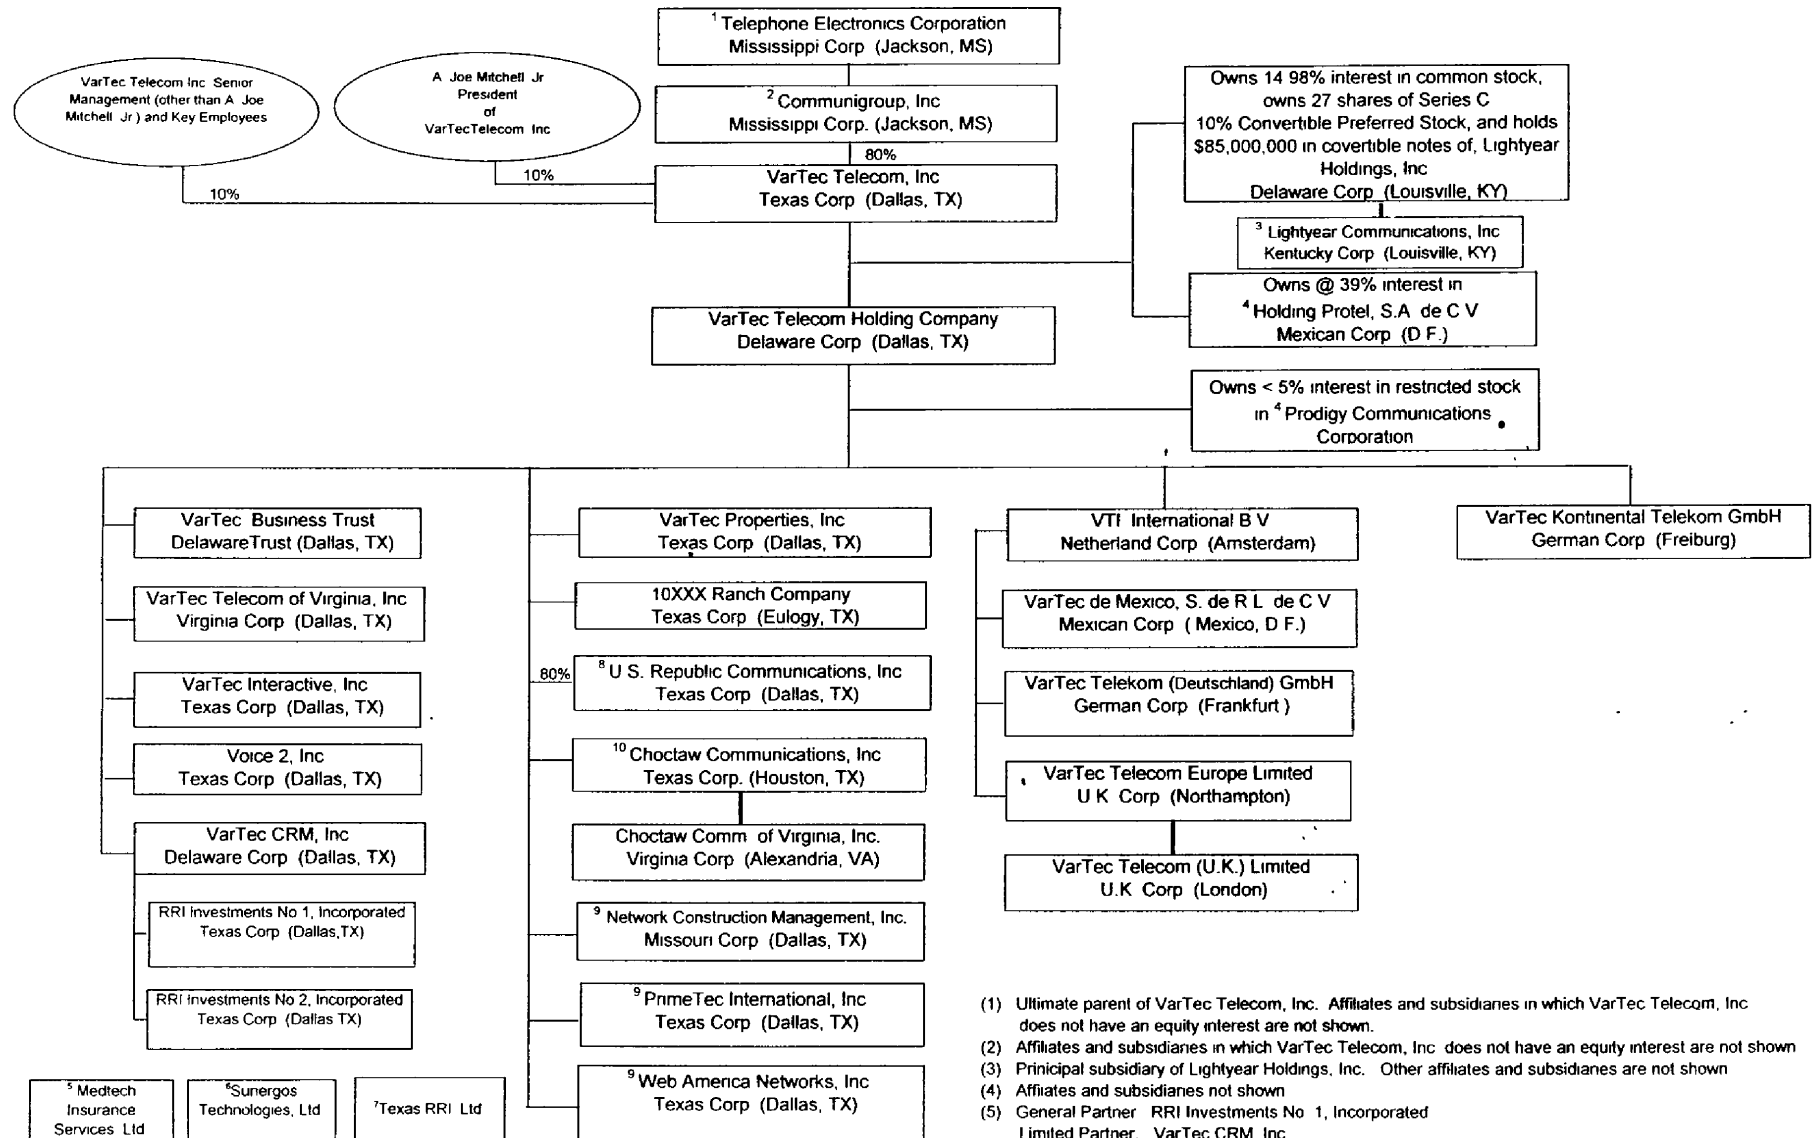 1 Telephone Electronics Corporation
Mississippi Corp (Jackson, MS)
VarTec Telecom Inc Senior
Management (other than A Joe
Mitchell Jr ) and Key Employees
A Joe Mitchell Jr
President
of
VarTecTelecom Inc
2 Communigroup, Inc
Mississippi Corp. (Jackson, MS)
80%
10%
10%
VarTec Telecom, Inc
Texas Corp (Dallas, TX)
Owns 14 98% interest in common stock,
owns 27 shares of Series C
10% Convertible Preferred Stock, and holds
$85,000,000 in covertible notes of, Lightyear
Holdings, Inc
Delaware Corp (Louisville, KY)
3 Lightyear Communications, Inc
Kentucky Corp (Louisville, KY)
Owns @ 39% interest in
4 Holding Protel, S.A de C V
Mexican Corp (D F.)
VarTec Telecom Holding Company
Delaware Corp (Dallas, TX)
Owns < 5% interest in restricted stock
in 4 Prodigy Communications
Corporation
VarTec Business Trust
DelawareTrust (Dallas, TX)
VarTec Telecom of Virginia, Inc
Virginia Corp (Dallas, TX)
VarTec Interactive, Inc
Texas Corp (Dallas, TX)
Voice 2, Inc
Texas Corp (Dallas, TX)
VarTec CRM, Inc
Delaware Corp (Dallas, TX)
RRI Investments No 1, Incorporated
Texas Corp (Dallas,TX)
RRI Investments No 2, Incorporated
Texas Corp (Dallas TX)
5 Medtech
Insurance
Services Ltd
6 Sunergos
Technologies, Ltd
7 Texas RRI Ltd
VarTec Properties, Inc
Texas Corp (Dallas, TX)
10XXX Ranch Company
Texas Corp (Eulogy, TX)
80%
8 U S. Republic Communications, Inc
Texas Corp (Dallas, TX)
10 Choctaw Communications, Inc
Texas Corp. (Houston, TX)
Choctaw Comm of Virginia, Inc.
Virginia Corp (Alexandria, VA)
9 Network Construction Management, Inc.
Missouri Corp (Dallas, TX)
9 PrimeTec International, Inc
Texas Corp (Dallas, TX)
9 Web America Networks, Inc
Texas Corp (Dallas, TX)
VTI International B V
Netherland Corp (Amsterdam)
VarTec de Mexico, S. de R L de C V
Mexican Corp ( Mexico, D F.)
VarTec Telekom (Deutschland) GmbH
German Corp (Frankfurt )
VarTec Telecom Europe Limited
U K Corp (Northampton)
VarTec Telecom (U.K.) Limited
U.K Corp (London)
VarTec Kontinental Telekom GmbH
German Corp (Freiburg)
(1) Ultimate parent of VarTec Telecom, Inc. Affiliates and subsidiaries in which VarTec Telecom, Inc
does not have an equity interest are not shown.
(2) Affiliates and subsidiaries in which VarTec Telecom, Inc does not have an equity interest are not shown
(3) Prinicipal subsidiary of Lightyear Holdings, Inc. Other affiliates and subsidiaries are not shown
(4) Affiliates and subsidiaries not shown
(5) General Partner RRI Investments No 1, Incorporated
Limited Partner. VarTec CRM, Inc